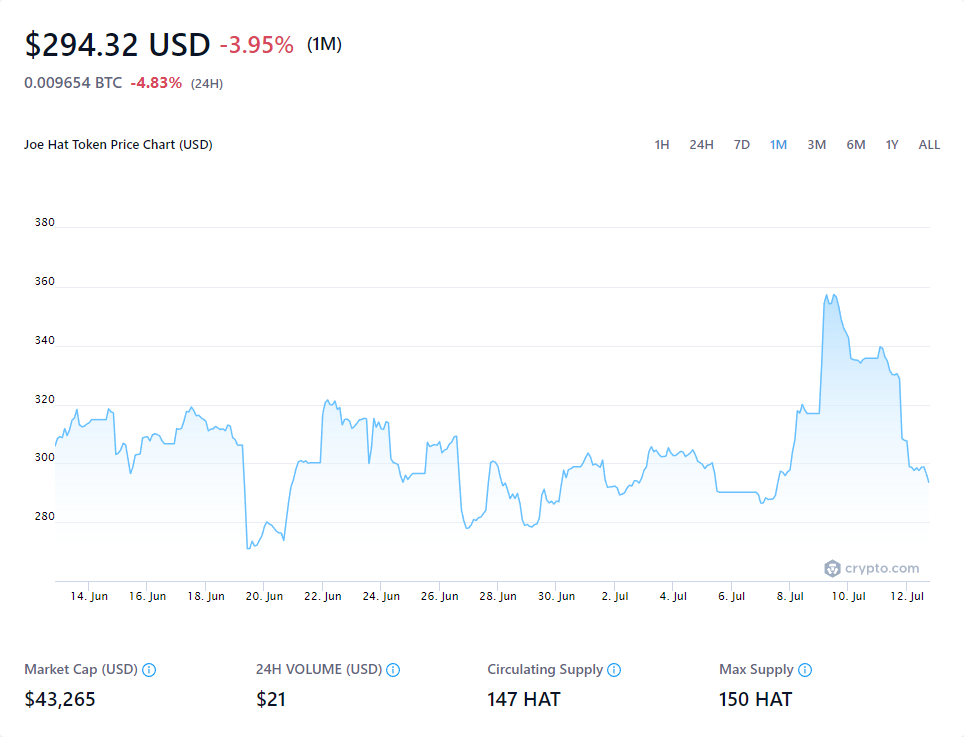 $294.32 USD -3.95% (1M)
0.009654 BTC -4.83% (24H)
Joe Hat Token Price Chart (USD) 1H 24H 7D 1M 3M 6M 1Y ALL
380
360
340
320
300
280
crypto.com
14. Jun 16. Jun 18. Jun 20. Jun 22. Jun 24. Jun 26. Jun 28. Jun 30. Jun 2. Jul 4. Jul 6. Jul 8. Jul 10. Jul 12. Jul
Market Cap (USD) 24H VOLUME (USD) Circulating Supply Max Supply
$43,265 $21 147 HAT 150 HAT